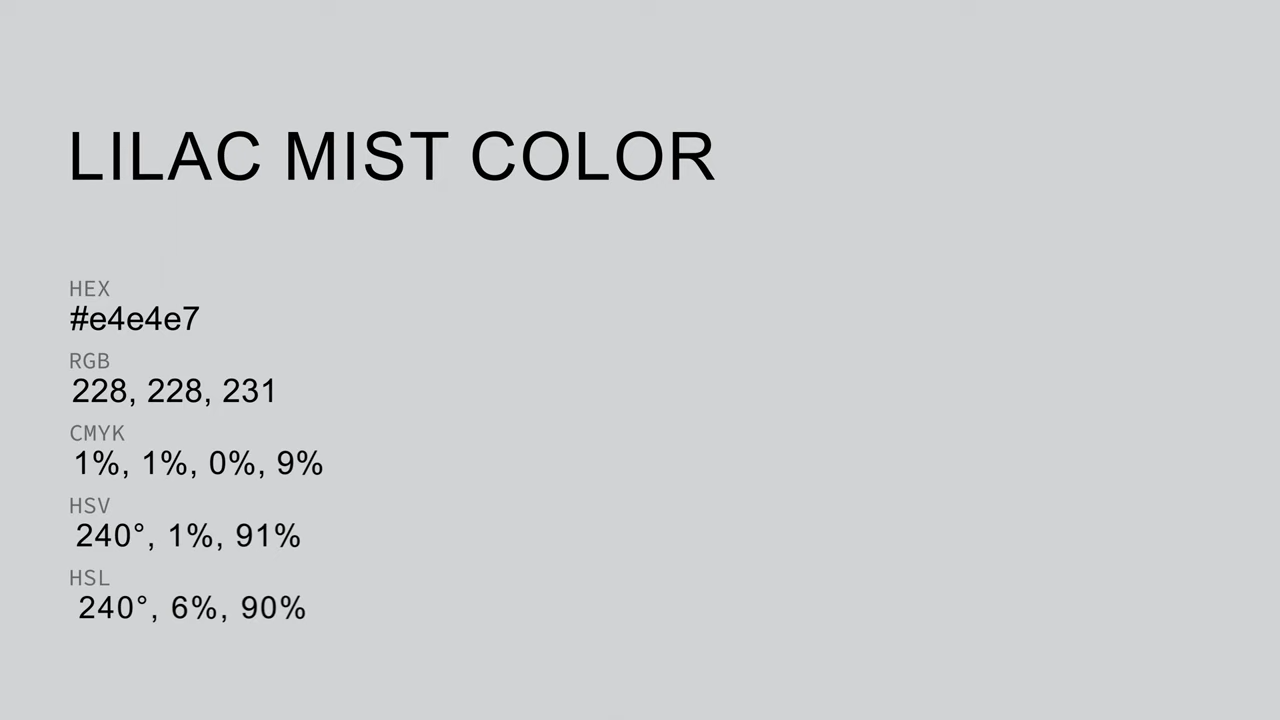 LILAC MIST COLOR
HEX
#e4e4e7
RGB
228, 228, 231
CMYK
1%, 1%, 0%, 9%
HSV
240°, 1%, 91%
HSL
240°, 6%, 90%